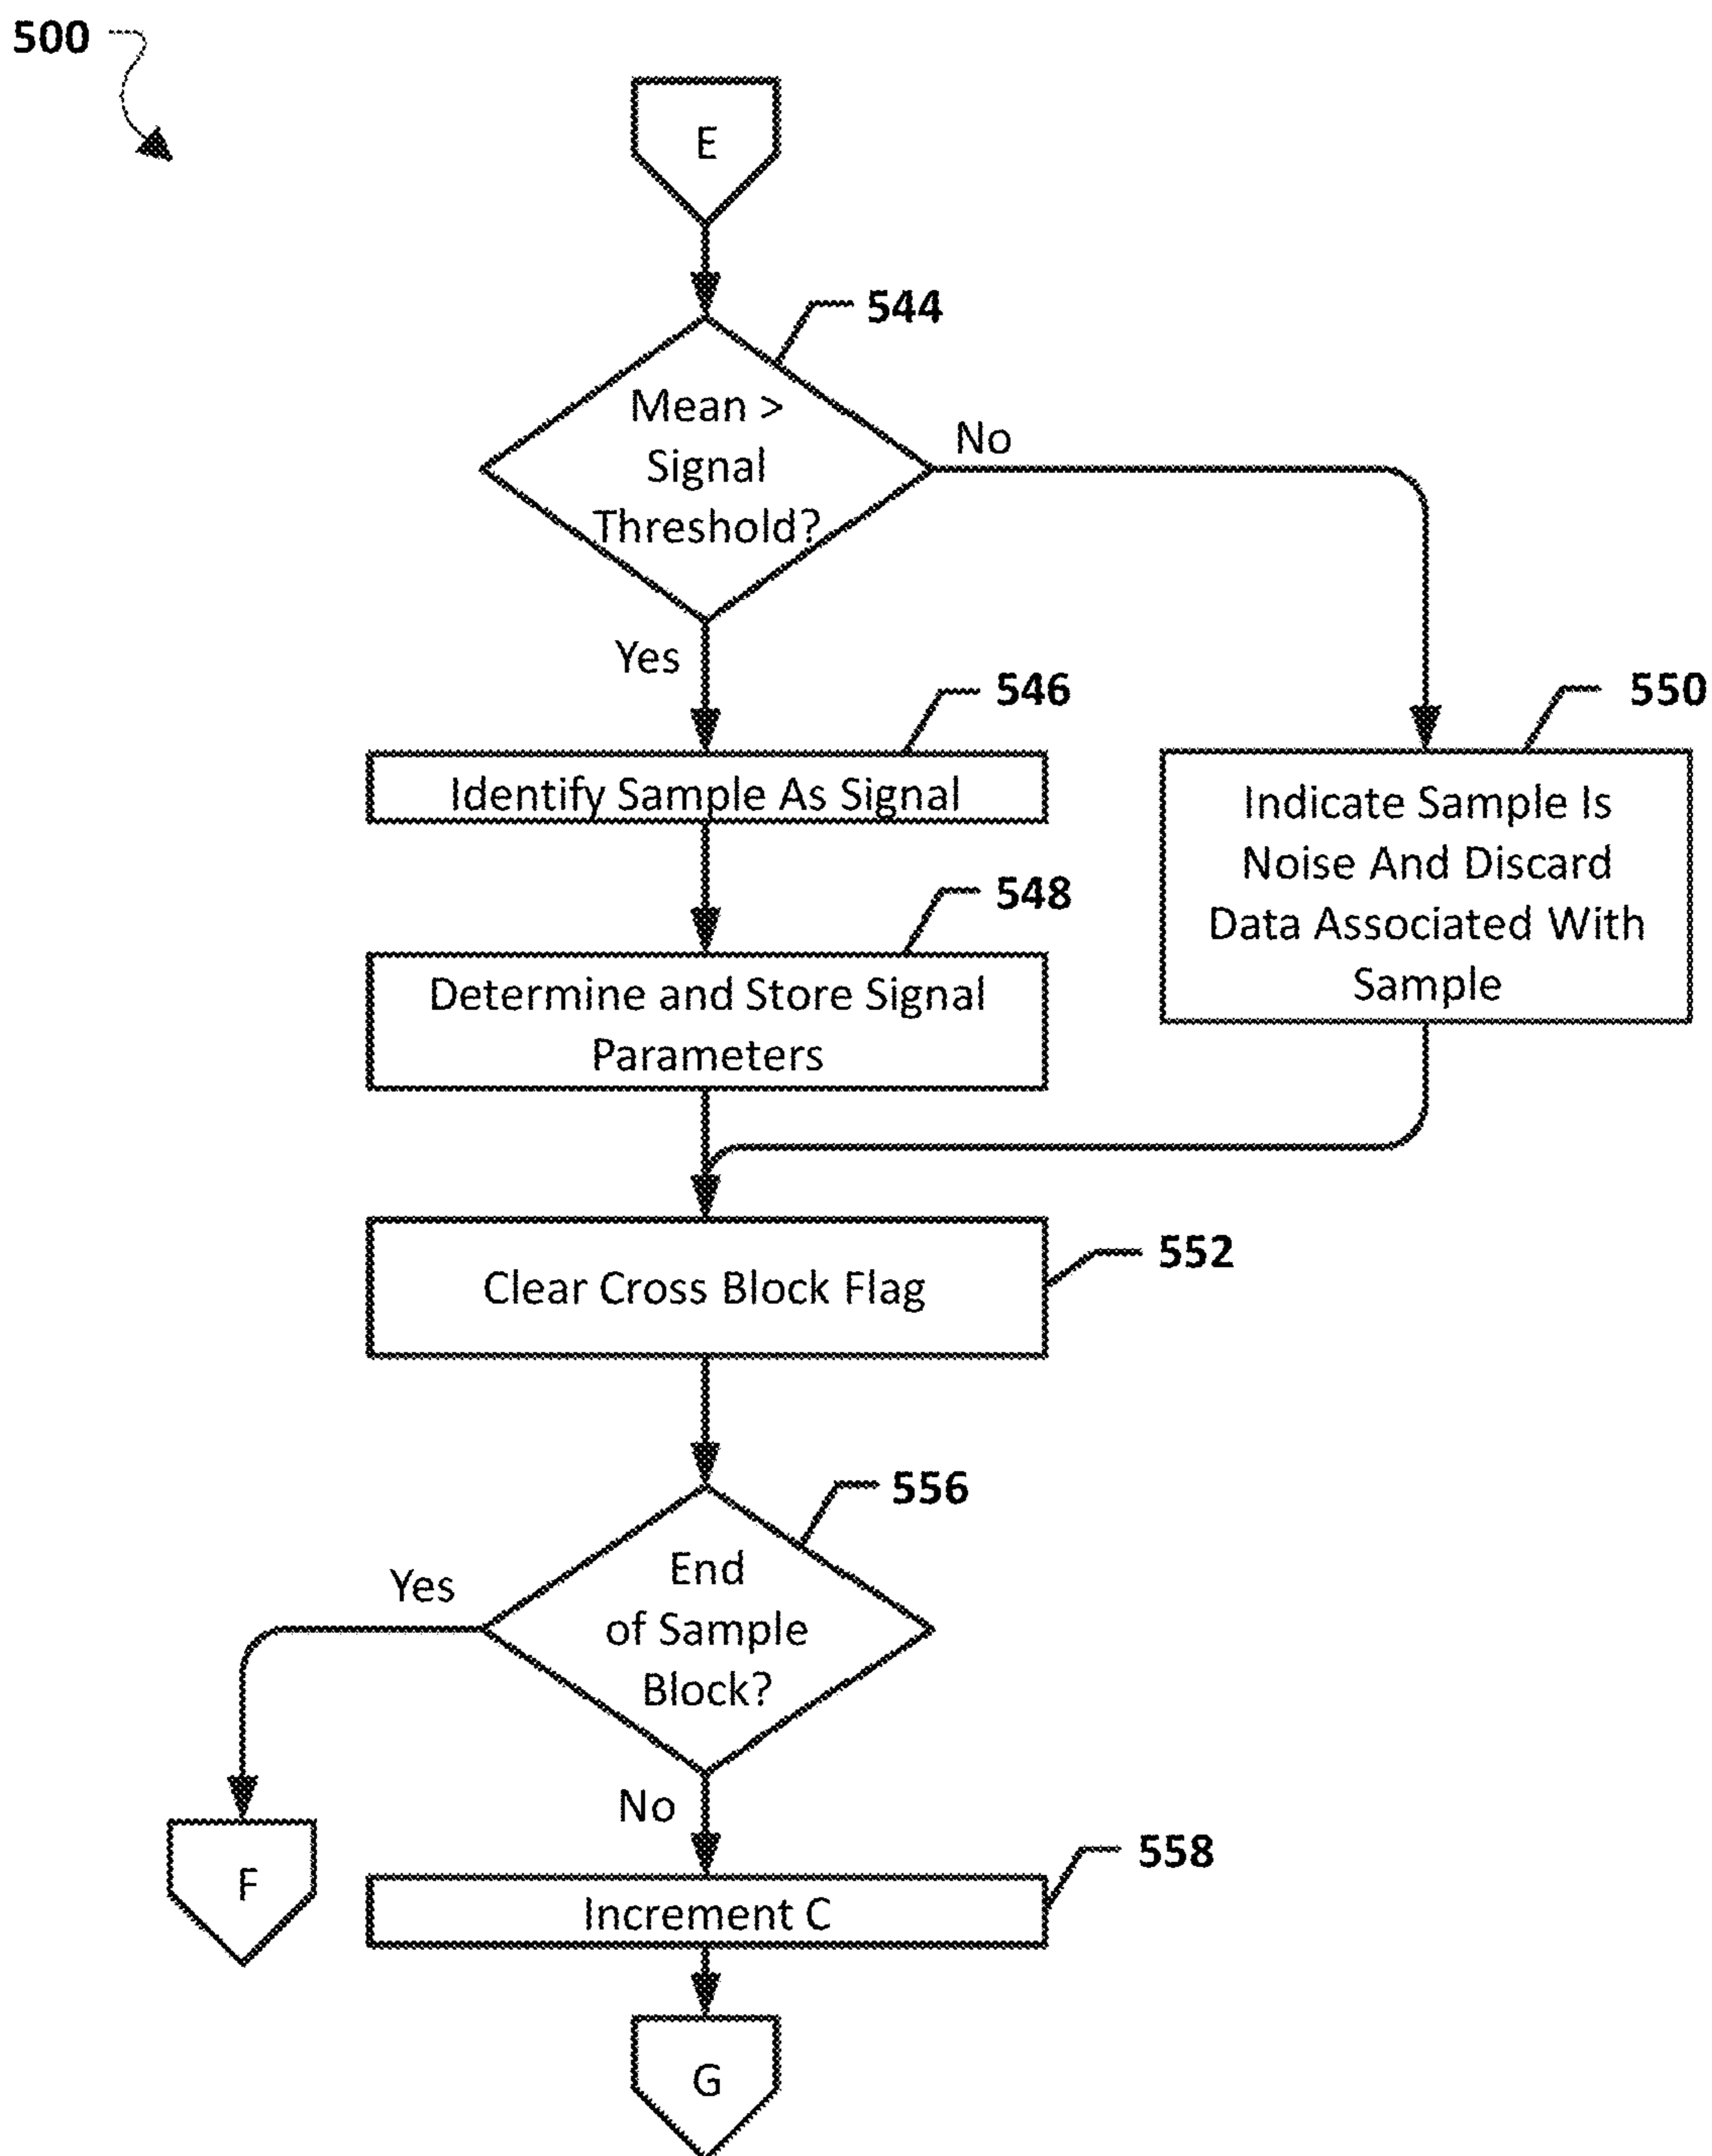 500
E
544
Mean >
Signal
Threshold?
No
Yes
546
550
Identify Sample As Signal
Indicate Sample Is
Noise And Discard
Data Associated With
Sample
548
Determine and Store Signal
Parameters
552
Clear Cross Block Flag
556
End
of Sample
Block?
Yes
No
F
558
Increment C
G